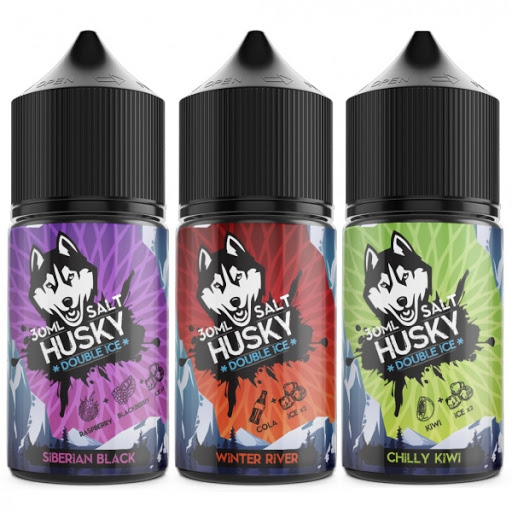 OPEN
OPEN
OPEN
30ML SALT
HUSKY
*DOUBLE ICE*
RASPBERRY
BLACKBERRY
SIBERIAN BLACK
30ML SALT
HUSKY
*DOUBLE ICE*
COLA
ICE X2
WINTER RIVER
30ML SALT
HUSKY
*DOUBLE ICE*
KIWI
ICE X2
CHILLY KIWI